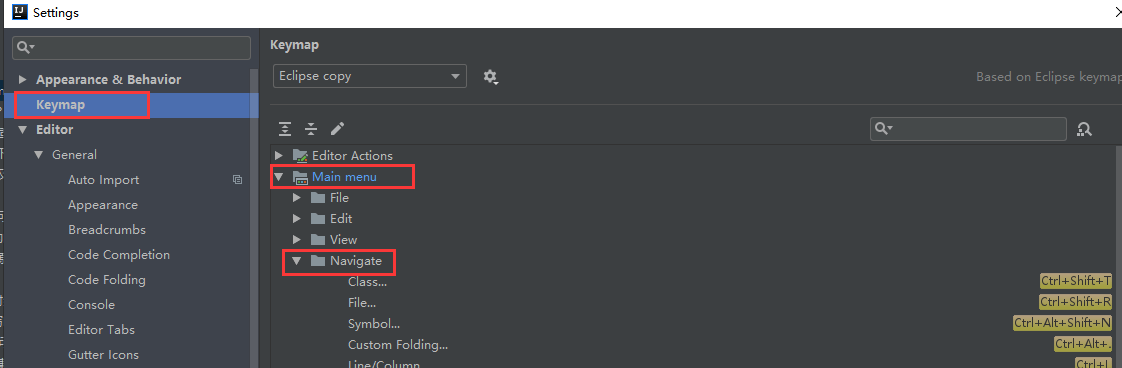 Settings
Keymap
Eclipse copy
Based on Eclipse keymap
Appearance & Behavior
Keymap
Editor
General
Auto Import
Appearance
Breadcrumbs
Code Completion
Code Folding
Console
Editor Tabs
Gutter Icons
Editor Actions
Main menu
File
Edit
View
Navigate
Class... Ctrl+Shift+T
File... Ctrl+Shift+R
Symbol... Ctrl+Alt+Shift+N
Custom Folding... Ctrl+Alt+.
Line/Column... Ctrl+L